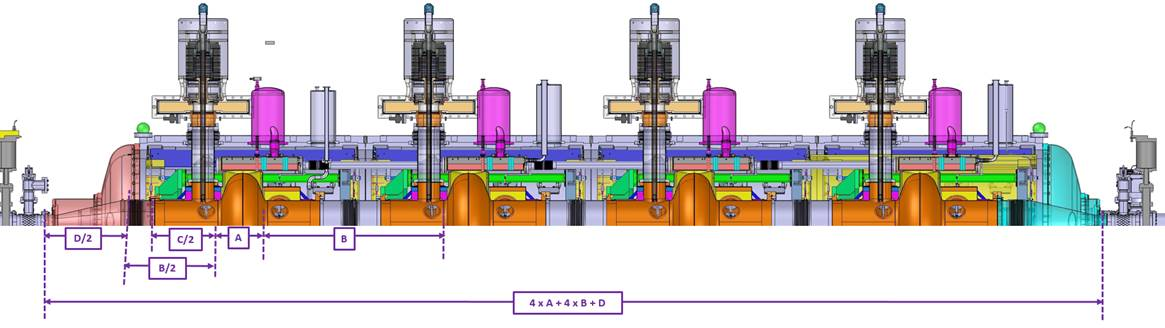 D/2
C/2
A
B
B/2
4 x A + 4 x B + D